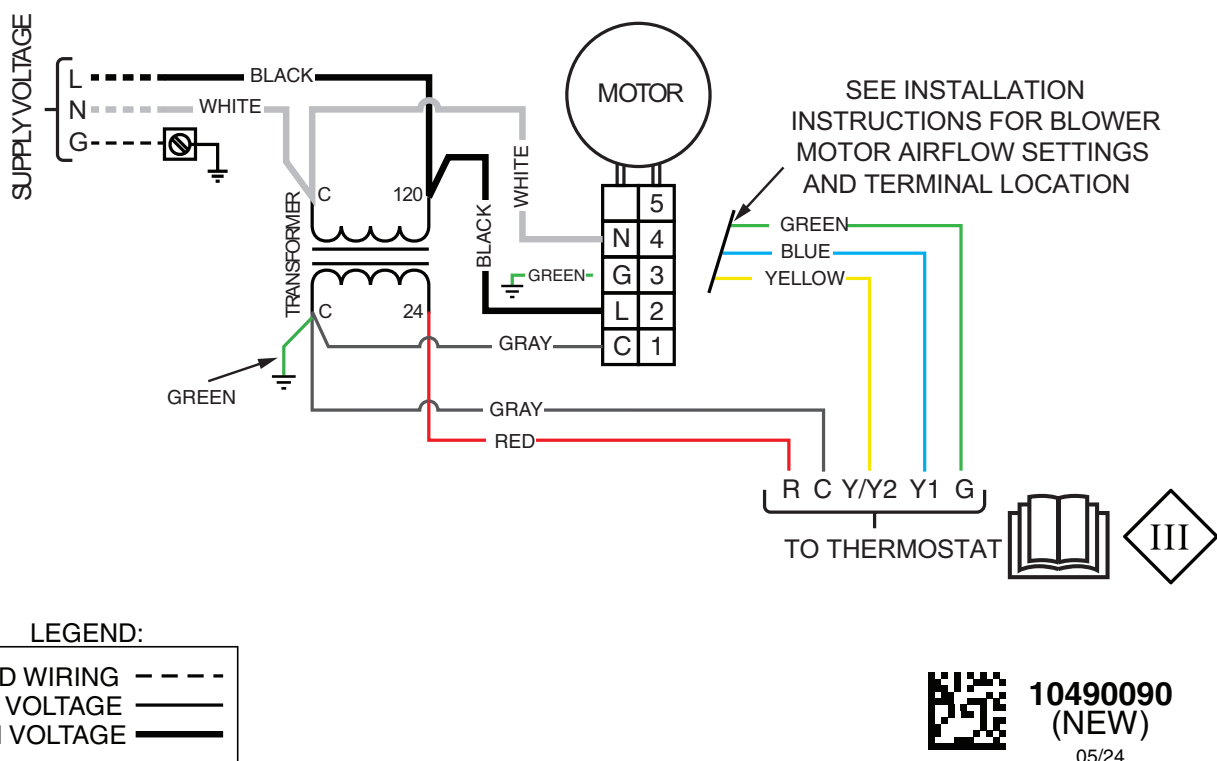 SUPPLY VOLTAGE
L
BLACK
N
WHITE
G
MOTOR
SEE INSTALLATION
INSTRUCTIONS FOR BLOWER
MOTOR AIRFLOW SETTINGS
AND TERMINAL LOCATION
C
120
TRANSFORMER
BLACK
WHITE
5
N 4
G 3
L 2
C 1
GREEN
GREEN
BLUE
YELLOW
C
24
GRAY
GREEN
GRAY
RED
R C Y/Y2 Y1 G
TO THERMOSTAT
III
LEGEND:
D WIRING
VOLTAGE
VOLTAGE
10490090
(NEW)
05/24